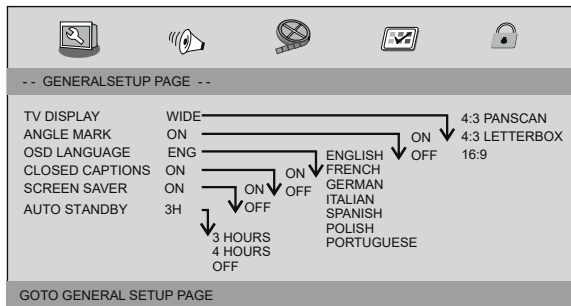 - - GENERALSETUP PAGE - -
TV DISPLAY WIDE 4:3 PANSCAN
ANGLE MARK ON ON 4:3 LETTERBOX
OSD LANGUAGE ENG ENGLISH OFF 16:9
CLOSED CAPTIONS ON ON FRENCH
SCREEN SAVER ON ON OFF GERMAN
OFF ITALIAN
AUTO STANDBY 3H SPANISH
POLISH
3 HOURS PORTUGUESE
4 HOURS
OFF
GOTO GENERAL SETUP PAGE